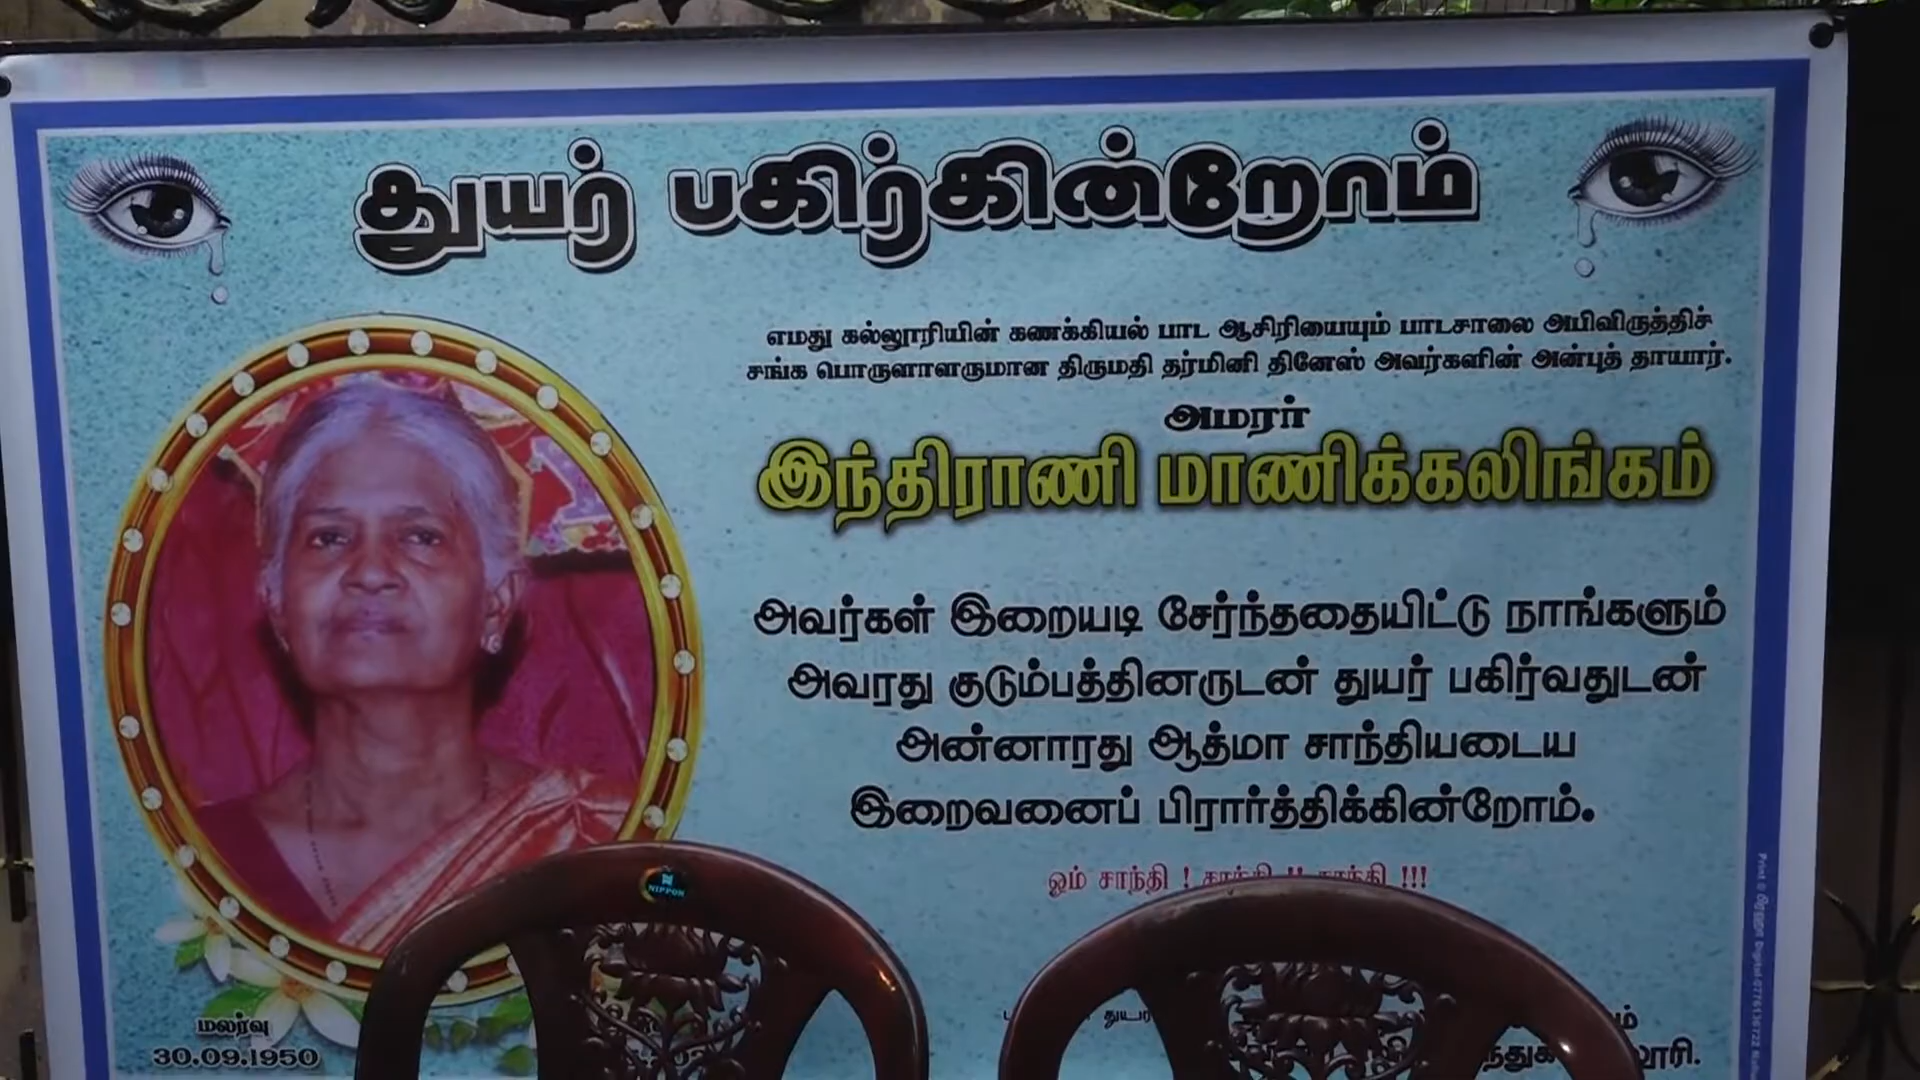 துயர் பகிர்கின்றோம்
எமது கல்லூரியின் கணக்கியல் பாட ஆசிரியையும் பாடசாலை அபிவிருத்திச்
சங்க பொருளாளருமான திருமதி தர்மினி தினேஸ் அவர்களின் அன்புத் தாயார்.
அமரர்
இந்திராணி மாணிக்கலிங்கம்
அவர்கள் இறையடி சேர்ந்ததையிட்டு நாங்களும்
அவரது குடும்பத்தினருடன் துயர் பகிர்வதுடன்
அன்னாரது ஆத்மா சாந்தியடைய
இறைவனைப் பிரார்த்திக்கின்றோம்.
ஓம் சாந்தி ! சாந்தி !! சாந்தி !!!
மலர்வு
30.09.1950
NIPPON